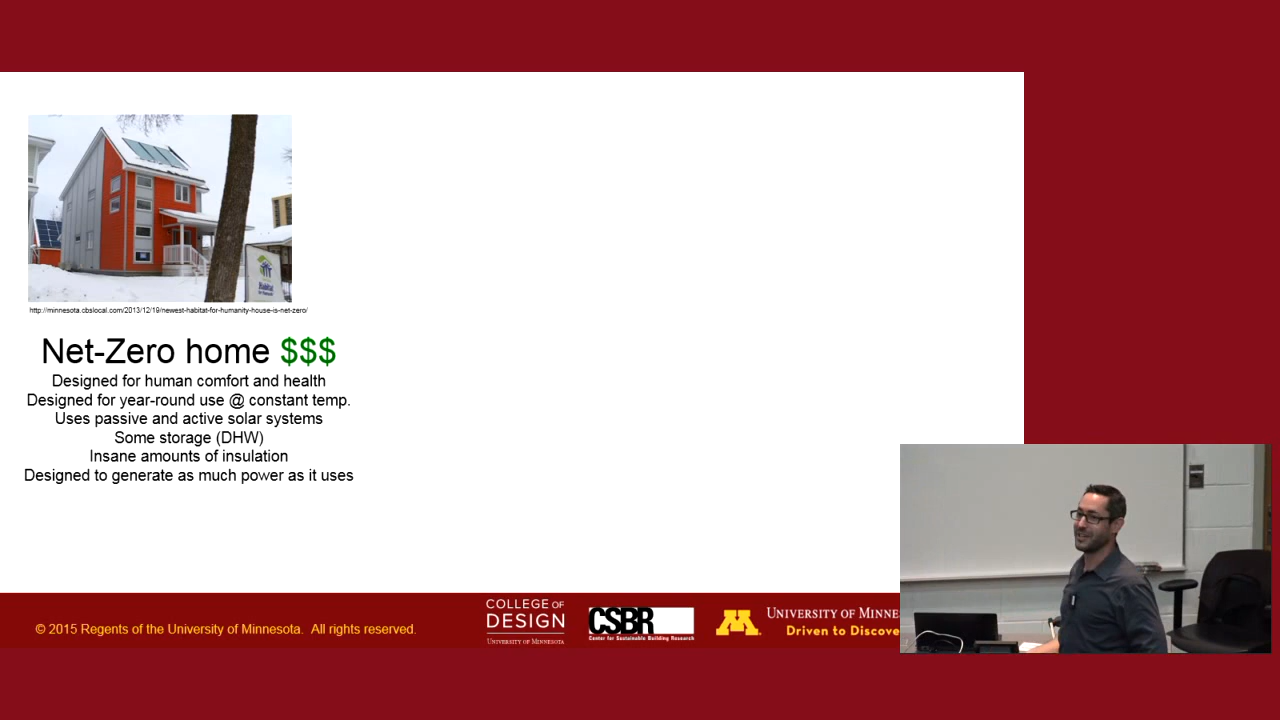 Habitat
http://minnesota.cbslocal.com/2013/12/19/newest-habitat-for-humanity-house-is-net-zero/
Net-Zero home $$$
Designed for human comfort and health
Designed for year-round use @ constant temp.
Uses passive and active solar systems
Some storage (DHW)
Insane amounts of insulation
Designed to generate as much power as it uses
© 2015 Regents of the University of Minnesota. All rights reserved.
COLLEGE OF
DESIGN
UNIVERSITY OF MINNESOTA
CSBR
Center for Sustainable Building Research
M
UNIVERSITY OF MINNE
Driven to Discove